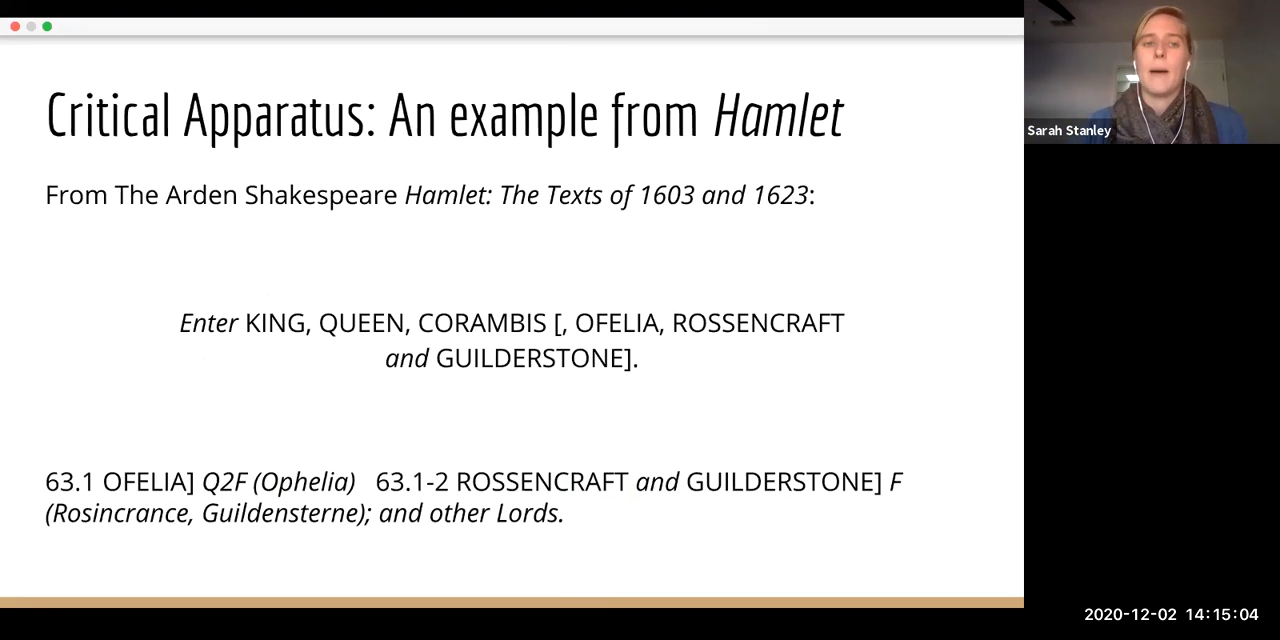 Critical Apparatus: An example from Hamlet
From The Arden Shakespeare Hamlet: The Texts of 1603 and 1623:
Enter KING, QUEEN, CORAMBIS [, OFELIA, ROSSENCRAFT
and GUILDERSTONE].
63.1 OFELIA] Q2F (Ophelia) 63.1-2 ROSSENCRAFT and GUILDERSTONE] F
(Rosincrance, Guildensterne); and other Lords.
Sarah Stanley
2020-12-02 14:15:04